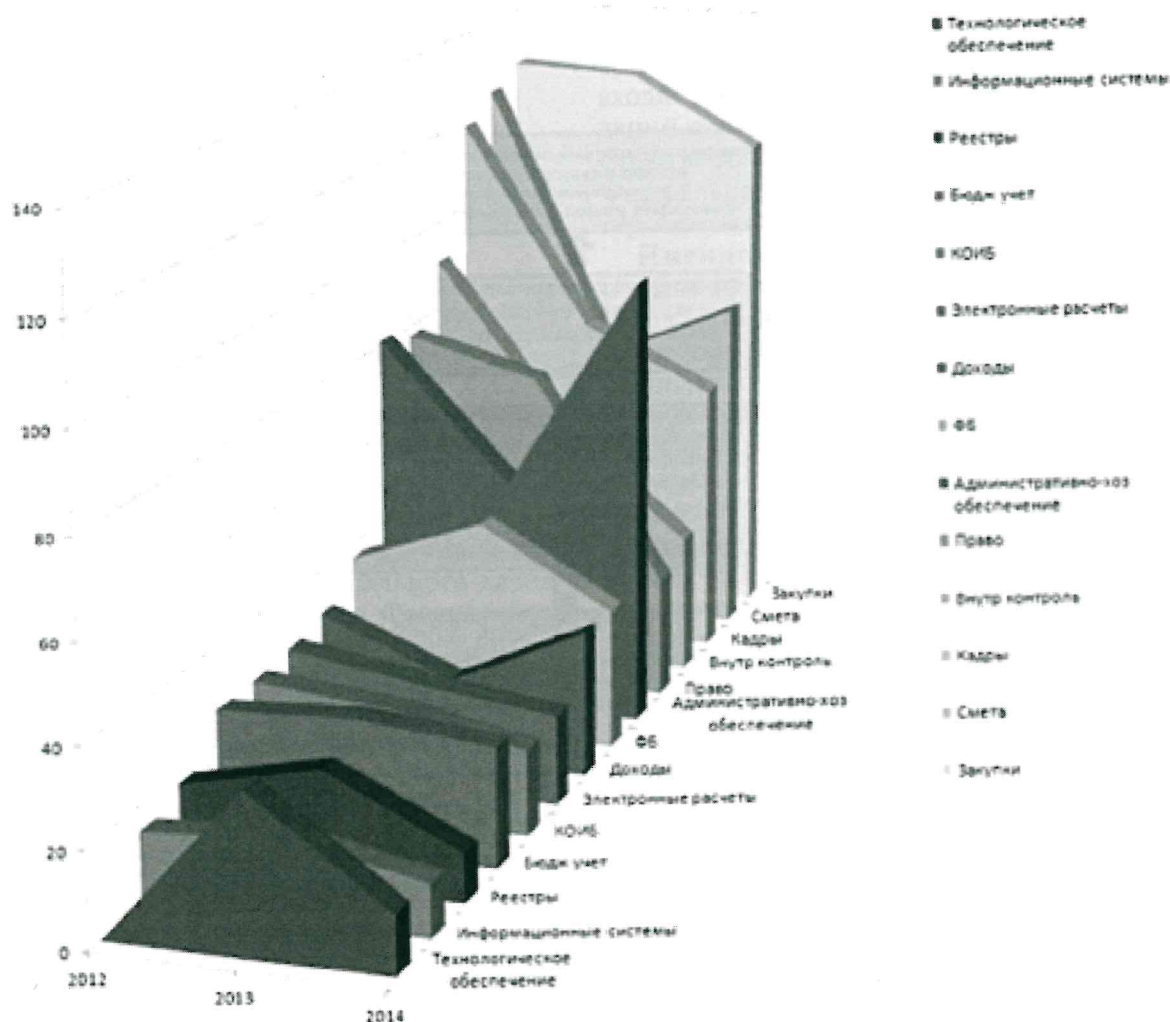 Технологическое
обеспечение
Информационные системы
Реестры
Бюдж учет
КОИБ
Электронные расчеты
Доходы
ФБ
Административно-хоз
обеспечение
Право
Внутр контроль
Кадры
Смета
Закупки
140
120
100
80
60
40
20
0
2012
2013
2014
Закупки
Смета
Кадры
Внутр контроль
Право
Административно-хоз
обеспечение
ФБ
Доходы
Электронные расчеты
КОИБ
Бюдж учет
Реестры
Информационные системы
Технологическое
обеспечение